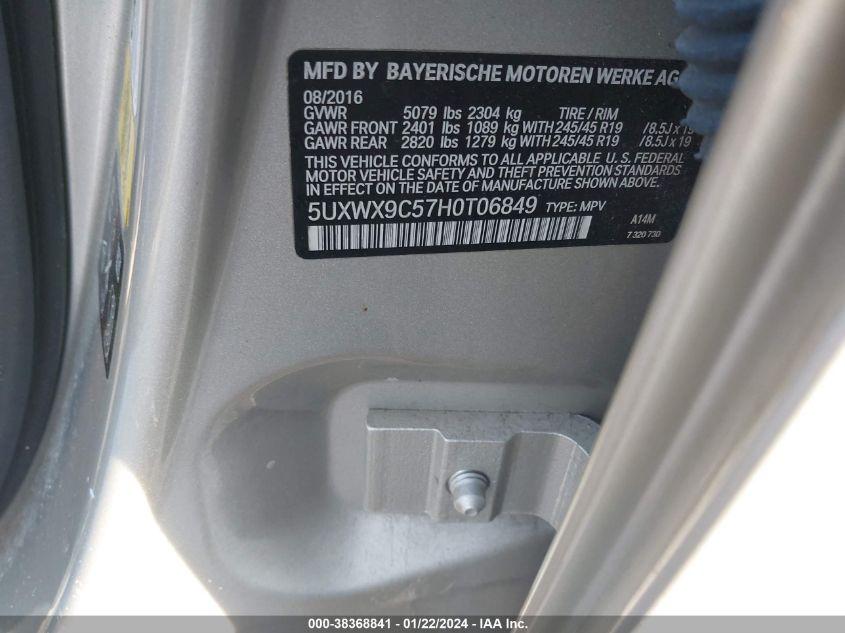 MFD BY BAYERISCHE MOTOREN WERKE AG
08/2016
GVWR 5079 lbs 2304 kg TIRE / RIM
GAWR FRONT 2401 lbs 1089 kg WITH 245/45 R19 / 8.5J x 19
GAWR REAR 2820 lbs 1279 kg WITH 245/45 R19 / 8.5J x 19
THIS VEHICLE CONFORMS TO ALL APPLICABLE U. S. FEDERAL
MOTOR VEHICLE SAFETY AND THEFT PREVENTION STANDARDS
IN EFFECT ON THE DATE OF MANUFACTURE SHOWN ABOVE.
5UXWX9C57H0T06849 TYPE: MPV
A14M
7 320 730
000-38368841 - 01/22/2024 - IAA Inc.